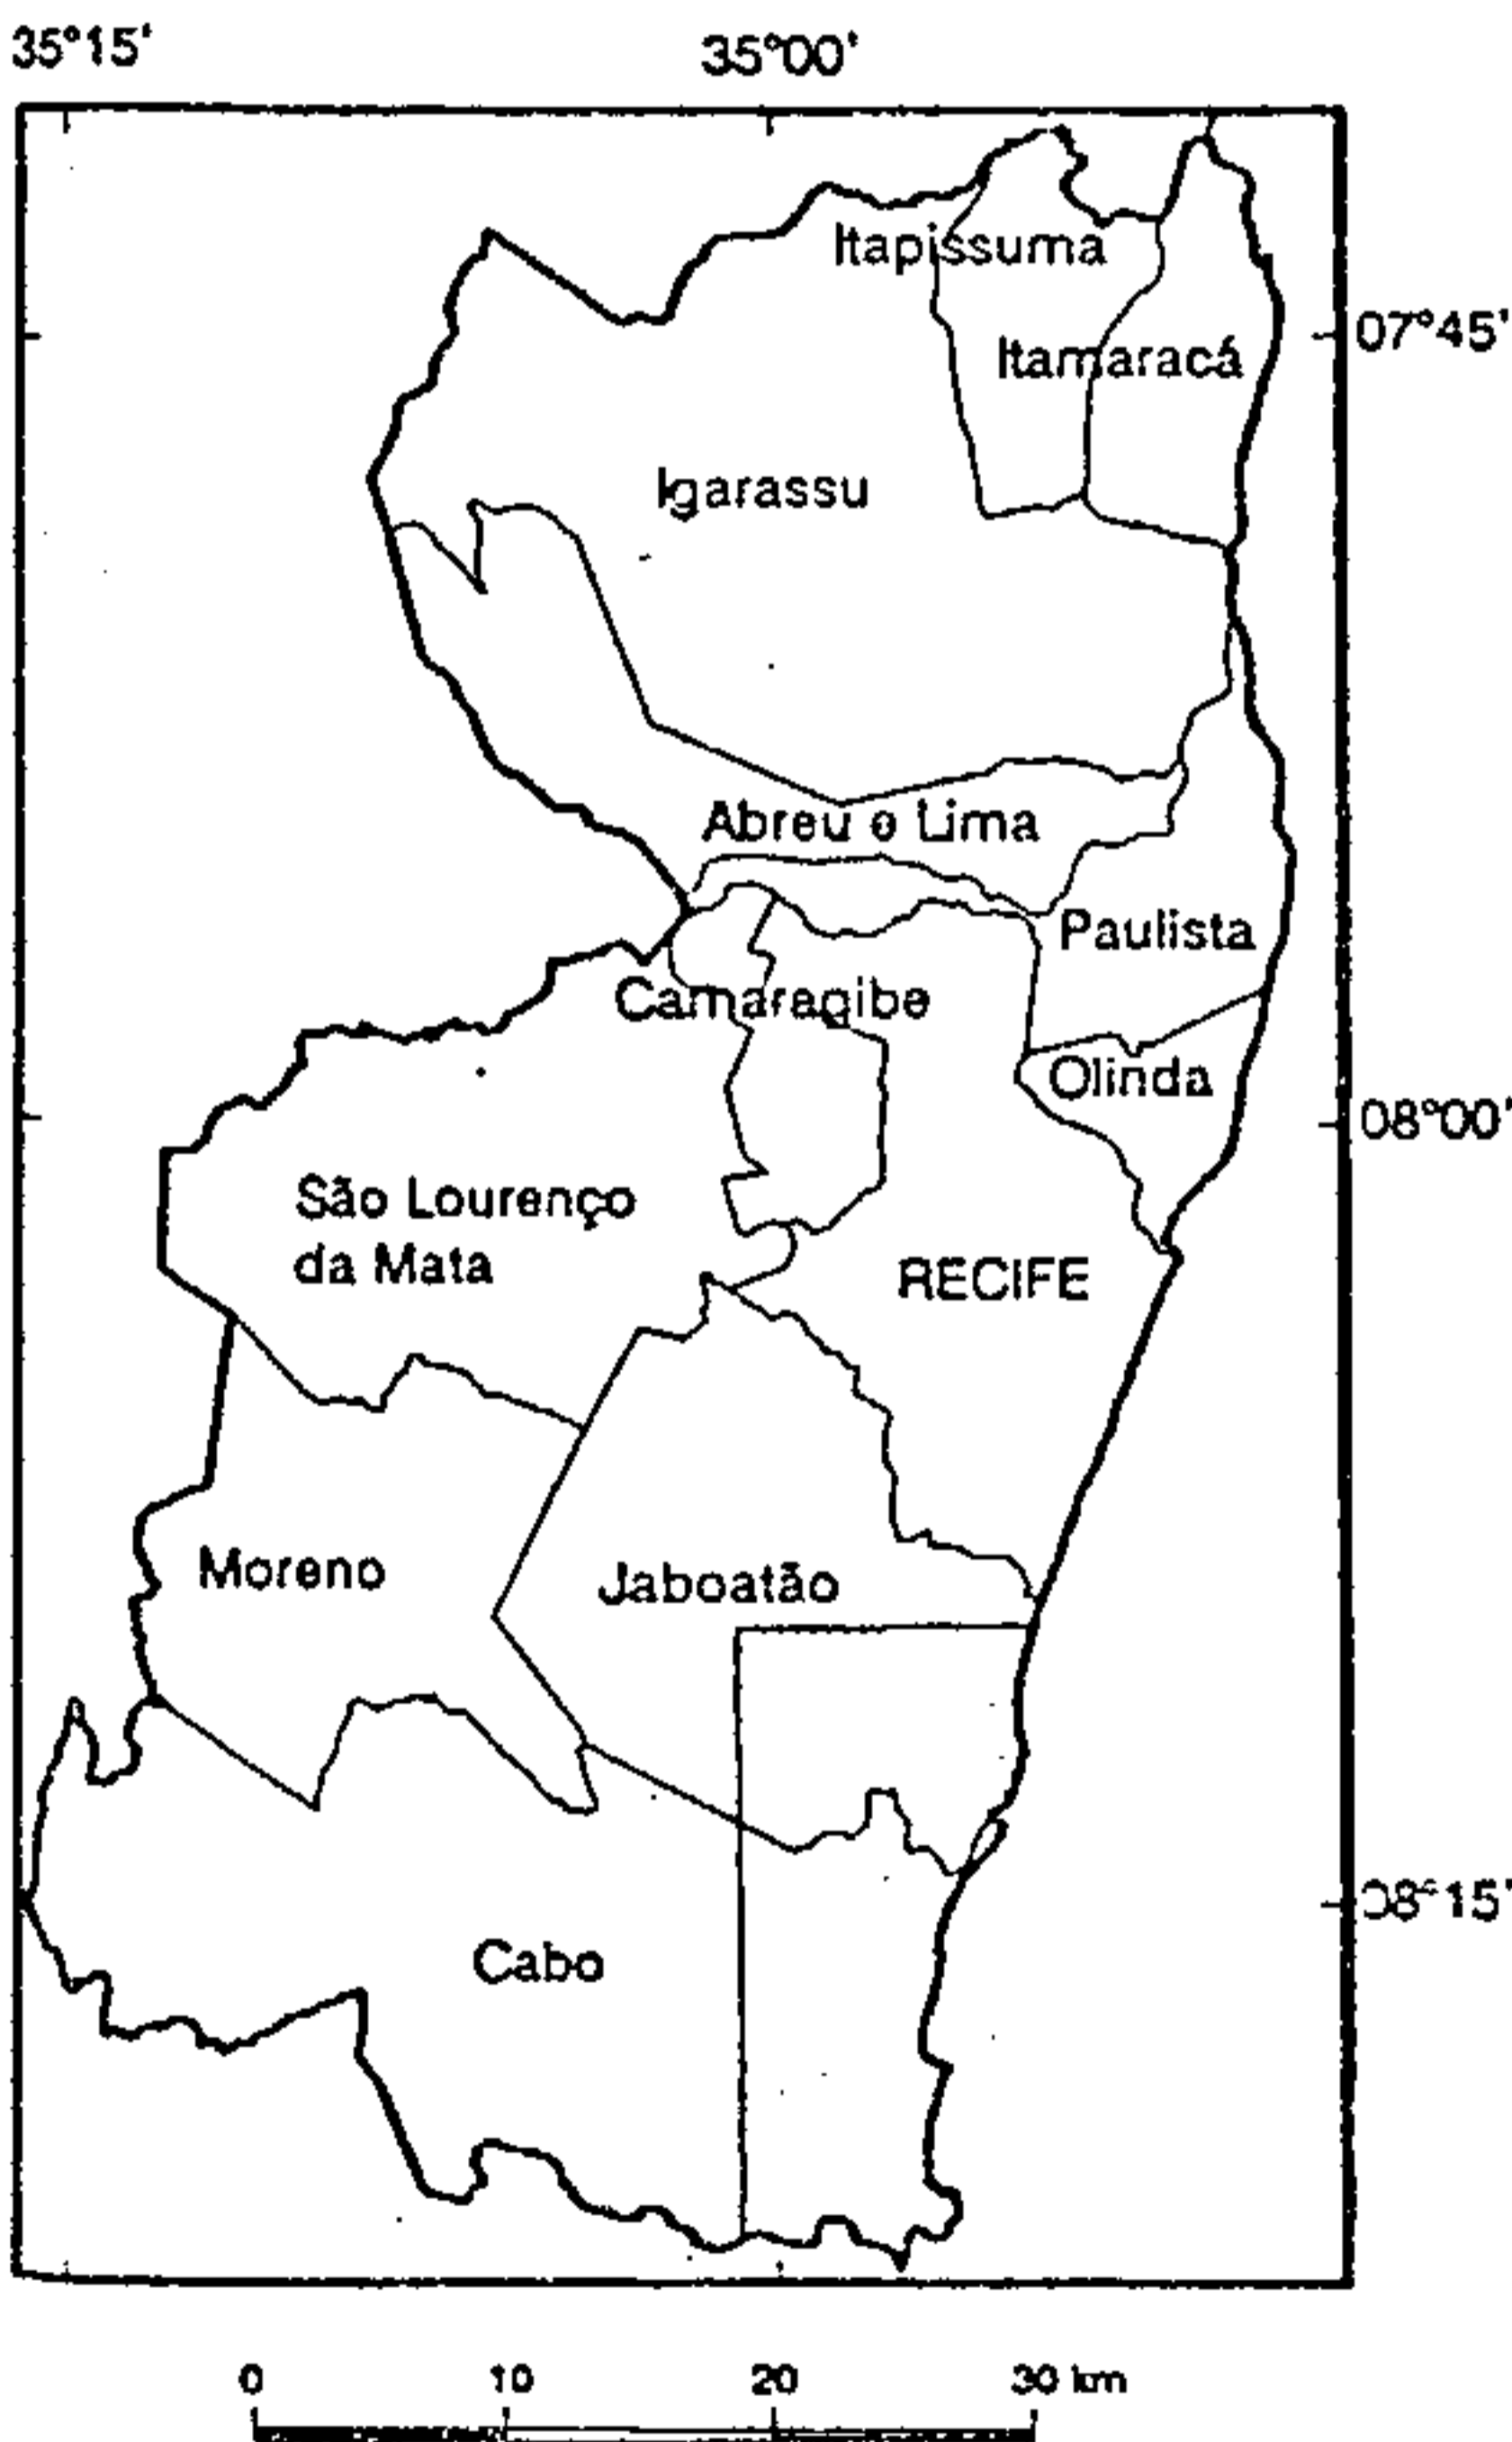 35°15'
35°00'
Itapissuma
07°45'
Itamaracá
Igarassu
Abreu e Lima
Paulista
Camaragibe
Olinda
08°00'
São Lourenço
da Mata
RECIFE
Moreno
Jaboatão
08°15'
Cabo
0 10 20 30 km